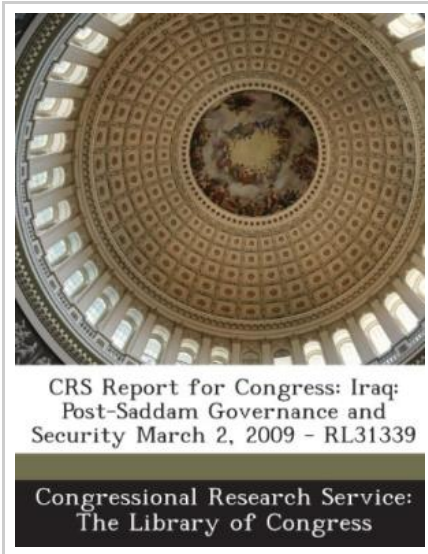 CRS Report for Congress: Iraq:
Post-Saddam Governance and
Security March 2, 2009 - RL31339
Congressional Research Service:
The Library of Congress